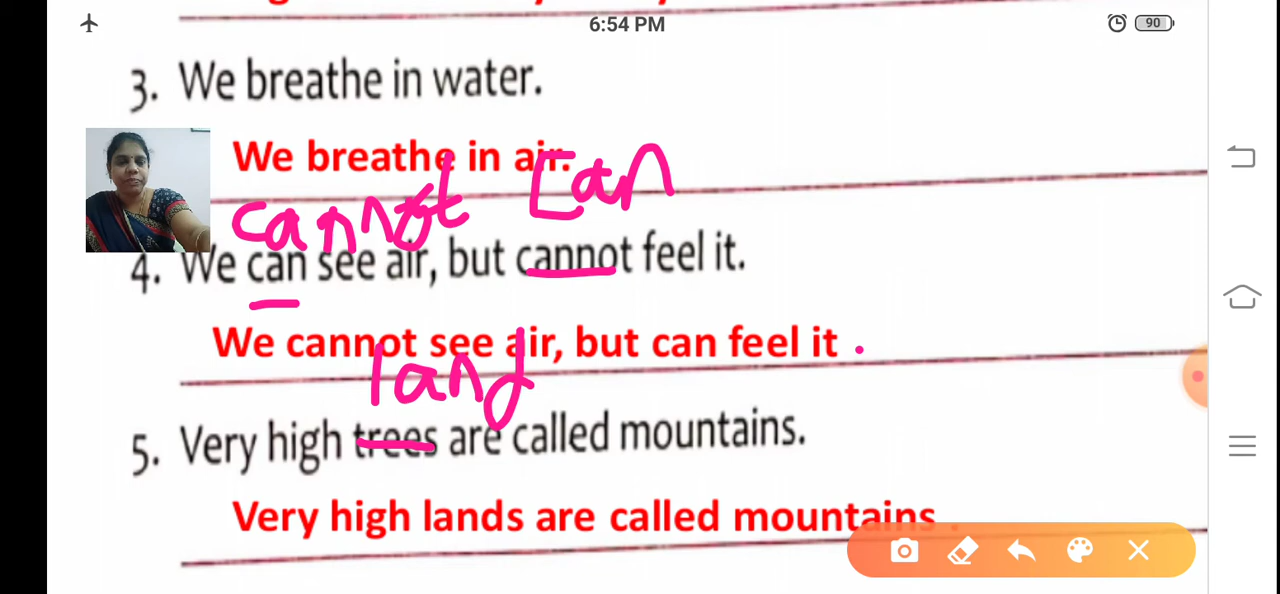 6:54 PM
90
3. We breathe in water.
We breathe in air.
cannot can
4. We can see air, but cannot feel it.
We cannot see air, but can feel it .
land
5. Very high trees are called mountains.
Very high lands are called mountains .